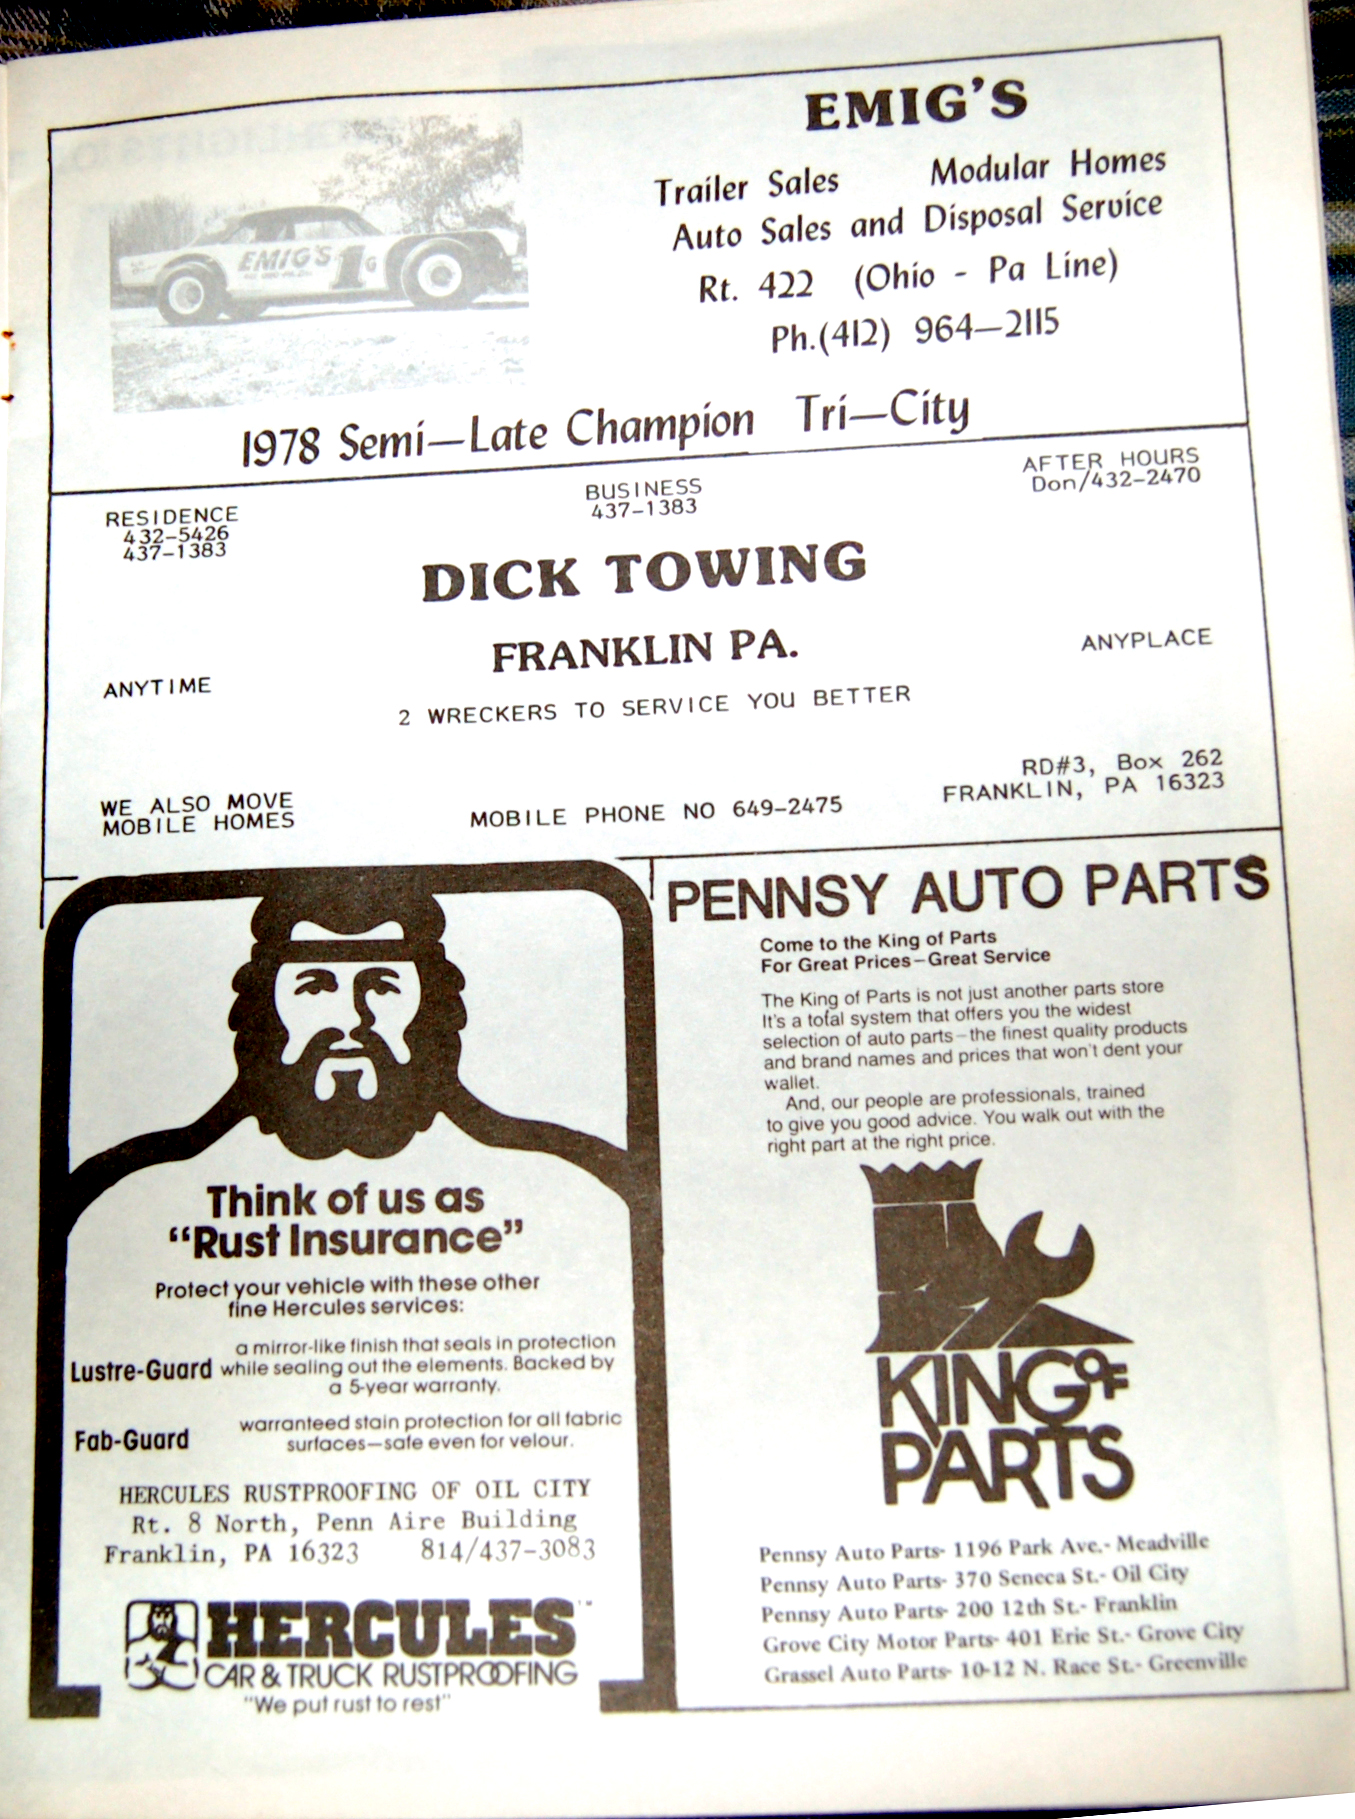 EMIG'S
Trailer Sales Modular Homes
Auto Sales and Disposal Service
Rt. 422 (Ohio - Pa Line)
Ph.(412) 964-2115
EMIG'S 1G
1978 Semi-Late Champion Tri-City
RESIDENCE
432-5426
437-1383
BUSINESS
437-1383
AFTER HOURS
Don/432-2470
DICK TOWING
FRANKLIN PA.
ANYTIME
ANYPLACE
2 WRECKERS TO SERVICE YOU BETTER
WE ALSO MOVE
MOBILE HOMES
MOBILE PHONE NO 649-2475
RD#3, Box 262
FRANKLIN, PA 16323
Think of us as
“Rust Insurance”
Protect your vehicle with these other
fine Hercules services:
Lustre-Guard a mirror-like finish that seals in protection
while sealing out the elements. Backed by
a 5-year warranty.
Fab-Guard warranteed stain protection for all fabric
surfaces—safe even for velour.
HERCULES RUSTPROOFING OF OIL CITY
Rt. 8 North, Penn Aire Building
Franklin, PA 16323 814/437-3083
HERCULES™
CAR & TRUCK RUSTPROOFING
"We put rust to rest"
PENNSY AUTO PARTS
Come to the King of Parts
For Great Prices—Great Service
The King of Parts is not just another parts store
It's a total system that offers you the widest
selection of auto parts—the finest quality products
and brand names and prices that won't dent your
wallet.
And, our people are professionals, trained
to give you good advice. You walk out with the
right part at the right price.
KING OF
PARTS
Pennsy Auto Parts- 1196 Park Ave.- Meadville
Pennsy Auto Parts- 370 Seneca St.- Oil City
Pennsy Auto Parts- 200 12th St.- Franklin
Grove City Motor Parts- 401 Erie St.- Grove City
Grassel Auto Parts- 10-12 N. Race St.- Greenville